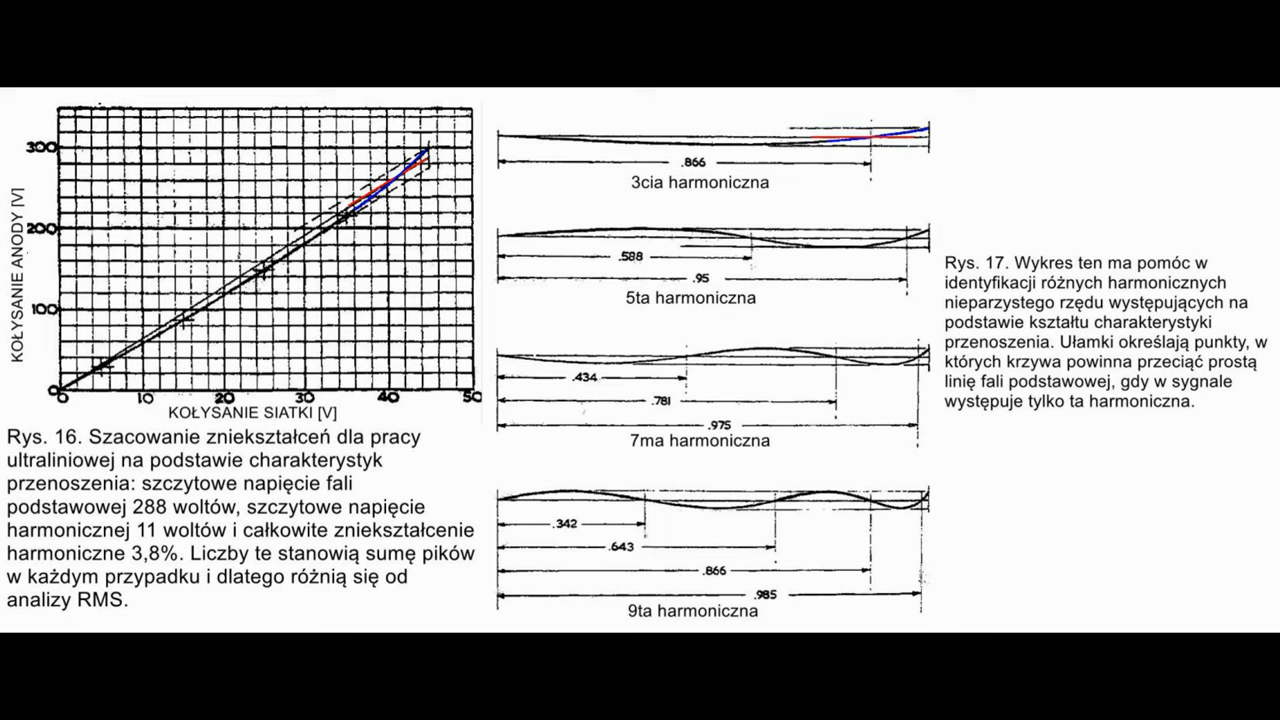 300
200
100
0
0
10
20
30
40
50
KOŁYSANIE ANODY [V]
KOŁYSANIE SIATKI [V]
Rys. 16. Szacowanie zniekształceń dla pracy
ultraliniowej na podstawie charakterystyk
przenoszenia: szczytowe napięcie fali
podstawowej 288 woltów, szczytowe napięcie
harmonicznej 11 woltów i całkowite zniekształcenie
harmoniczne 3,8%. Liczby te stanowią sumę pików
w każdym przypadku i dlatego różnią się od
analizy RMS.
.866
3cia harmoniczna
.588
.95
5ta harmoniczna
.434
.781
.975
7ma harmoniczna
.342
.643
.866
.985
9ta harmoniczna
Rys. 17. Wykres ten ma pomóc w
identyfikacji różnych harmonicznych
nieparzystego rzędu występujących na
podstawie kształtu charakterystyki
przenoszenia. Ułamki określają punkty, w
których krzywa powinna przeciąć prostą
linię fali podstawowej, gdy w sygnale
występuje tylko ta harmoniczna.